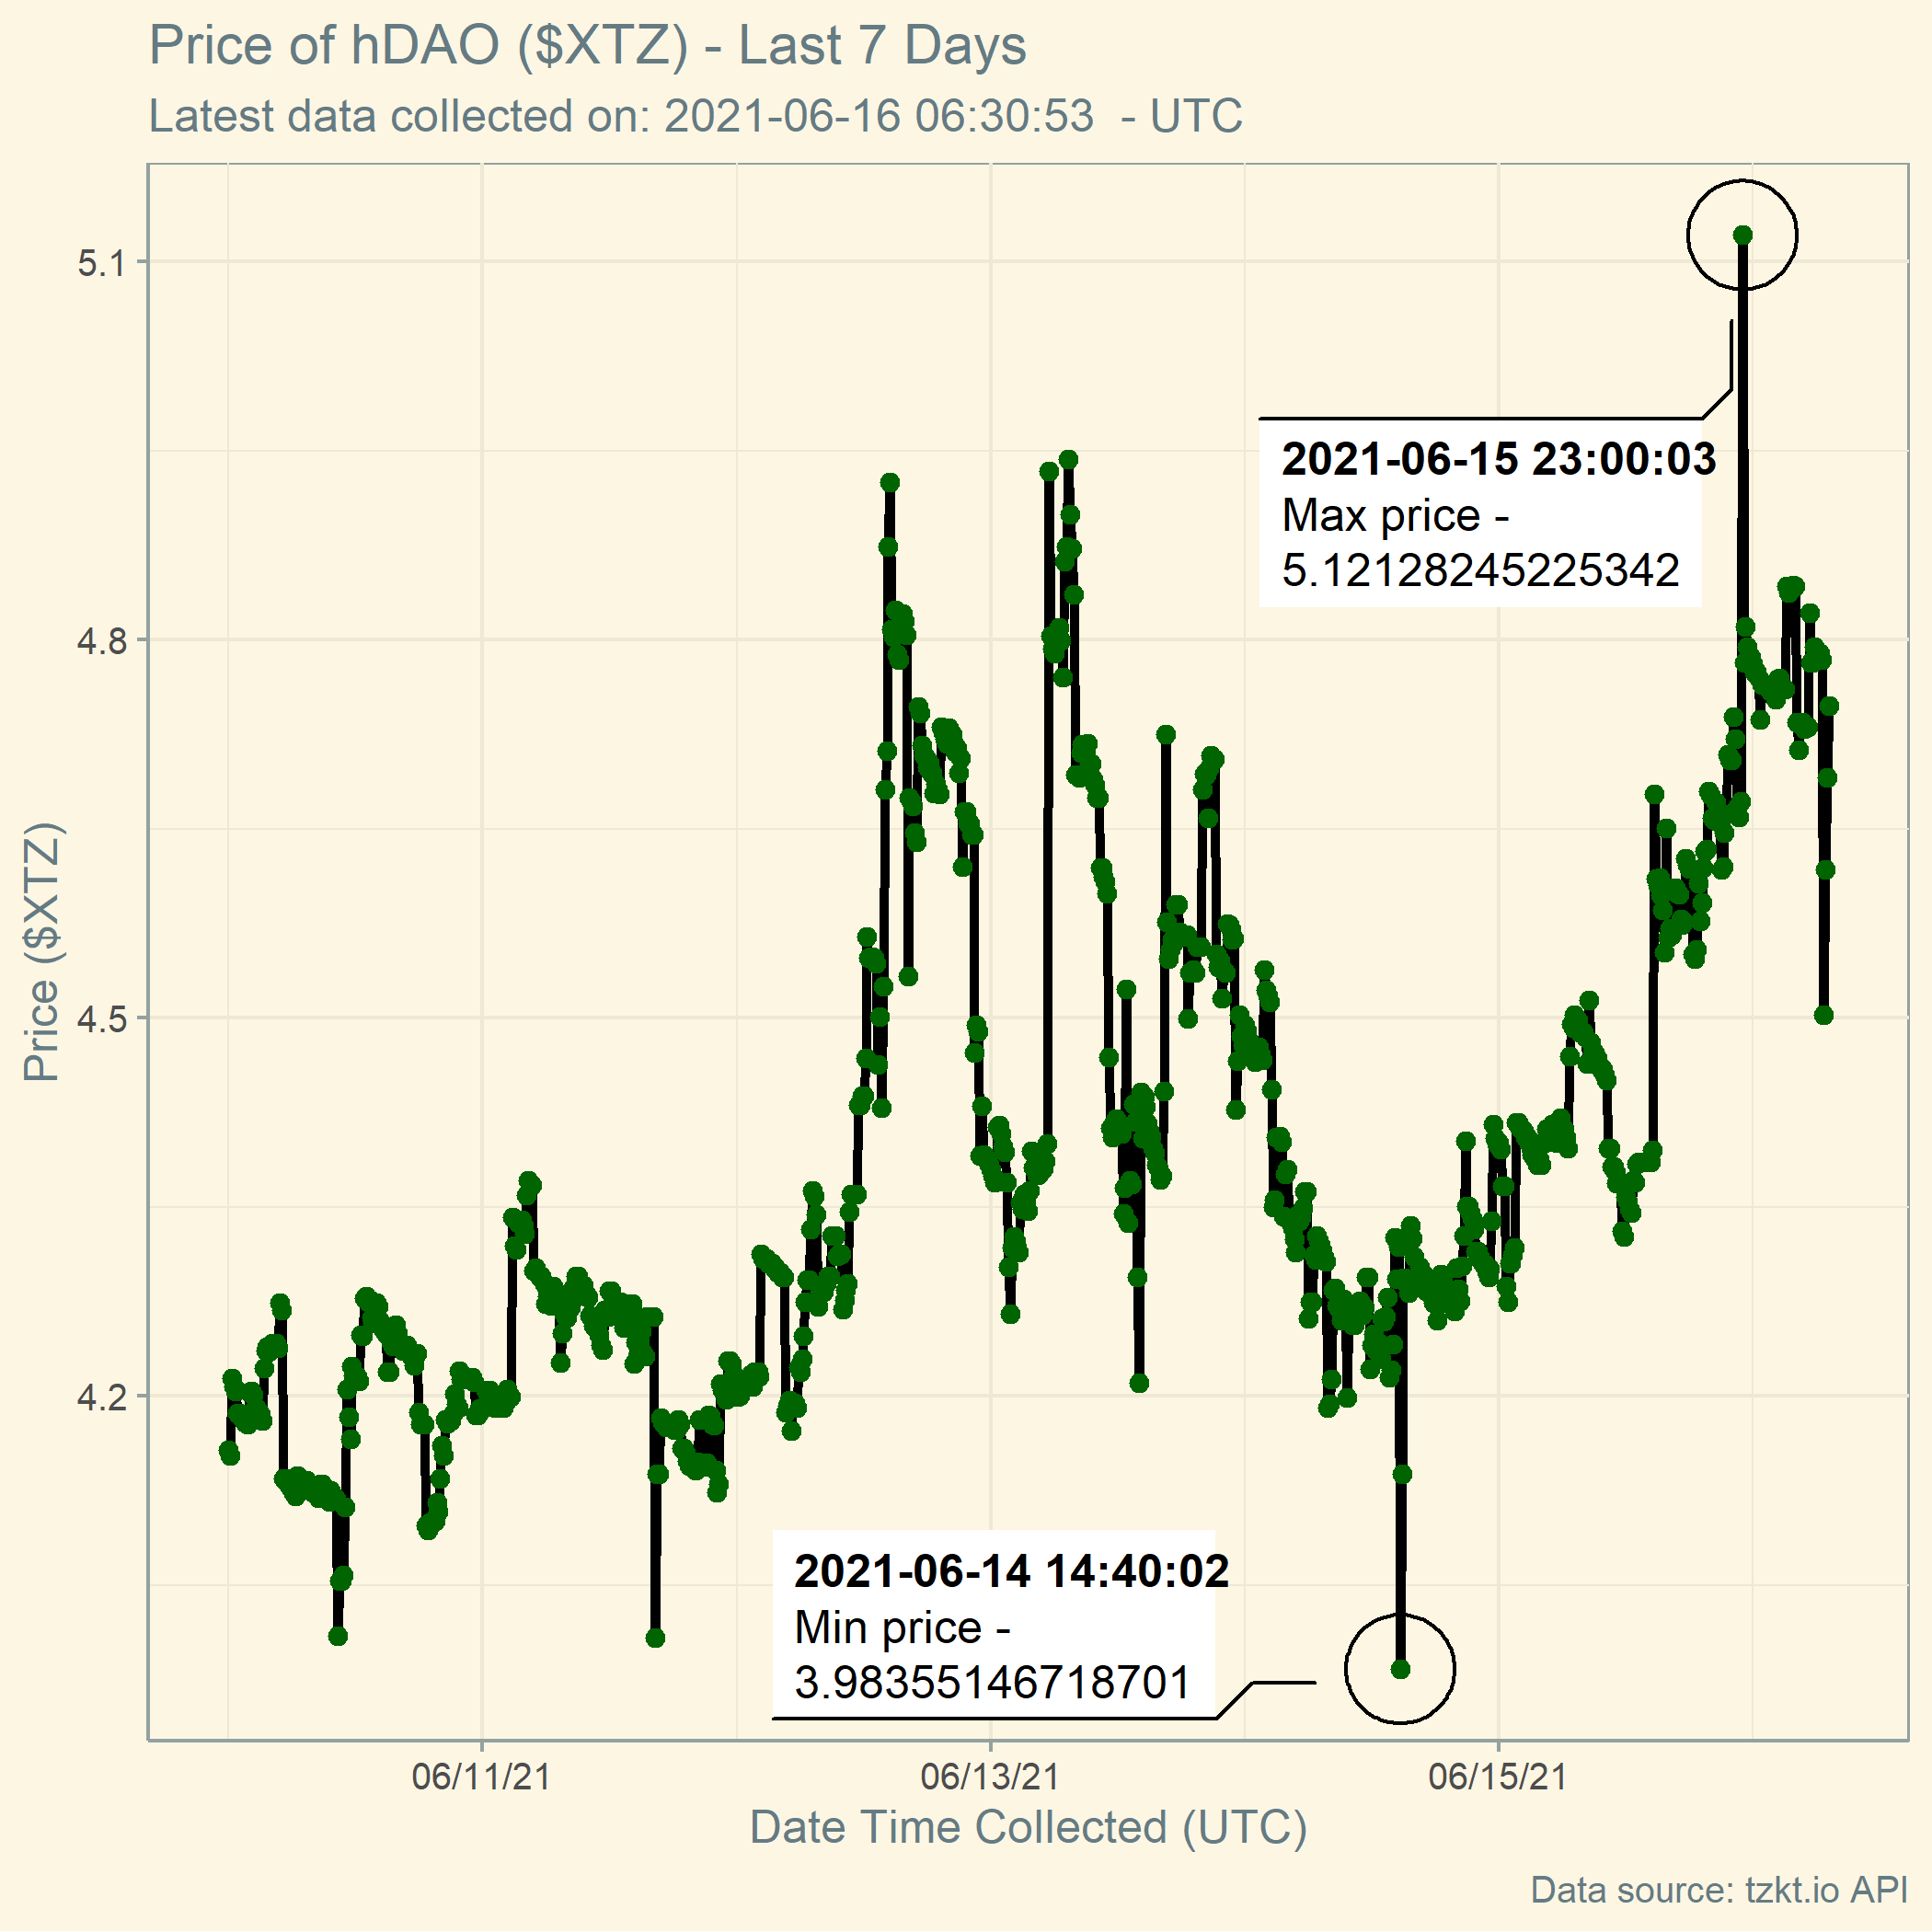 Price of hDAO ($XTZ) - Last 7 Days
Latest data collected on: 2021-06-16 06:30:53  - UTC
5.1
4.8
4.5
4.2
Price ($XTZ)
2021-06-15 23:00:03
Max price -
5.12128245225342
2021-06-14 14:40:02
Min price -
3.98355146718701
06/11/21
06/13/21
06/15/21
Date Time Collected (UTC)
Data source: tzkt.io API